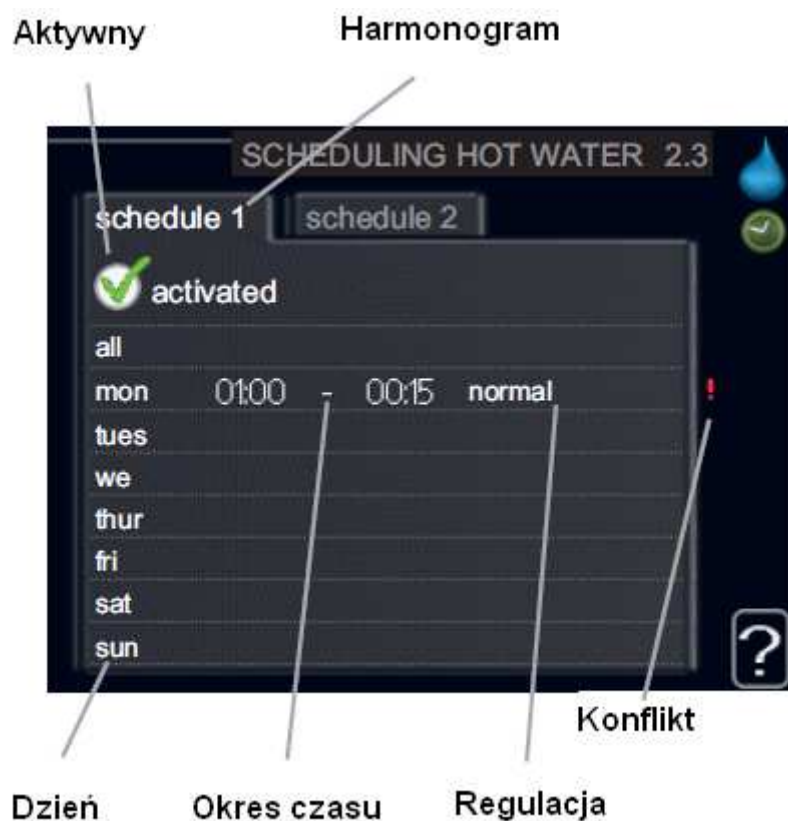 Aktywny Harmonogram
SCHEDULING HOT WATER 2.3
schedule 1 schedule 2
activated
all
mon 01:00 - 00:15 normal !
tues
we
thur
fri
sat
sun
?
Konflikt
Dzień Okres czasu Regulacja